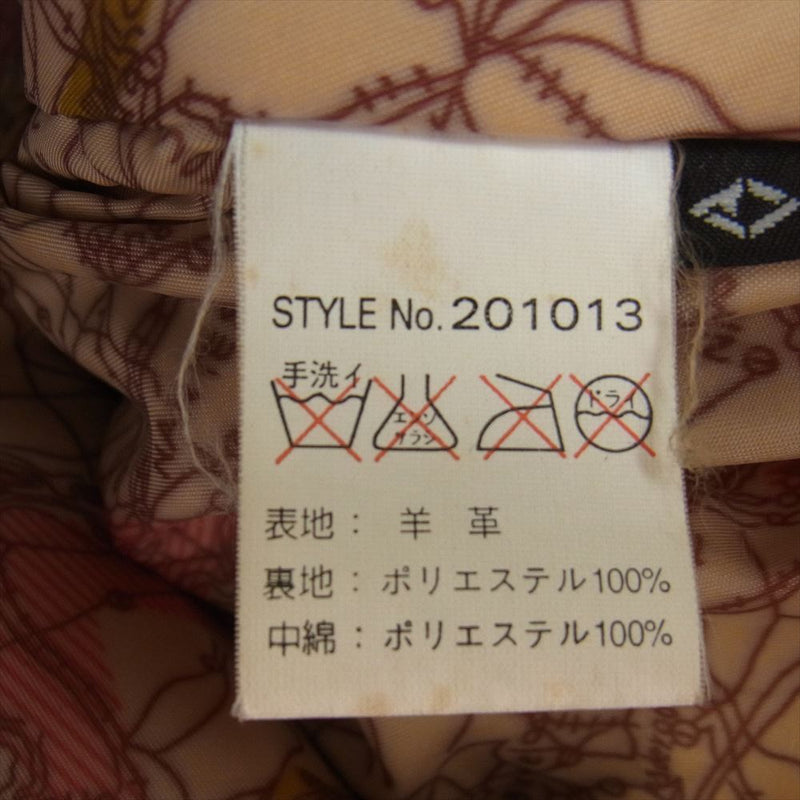 STYLE No. 201013
手洗イ
エンソ
サラシ
ドライ
表地： 羊 革
裏地：ポリエステル100%
中綿：ポリエステル100%